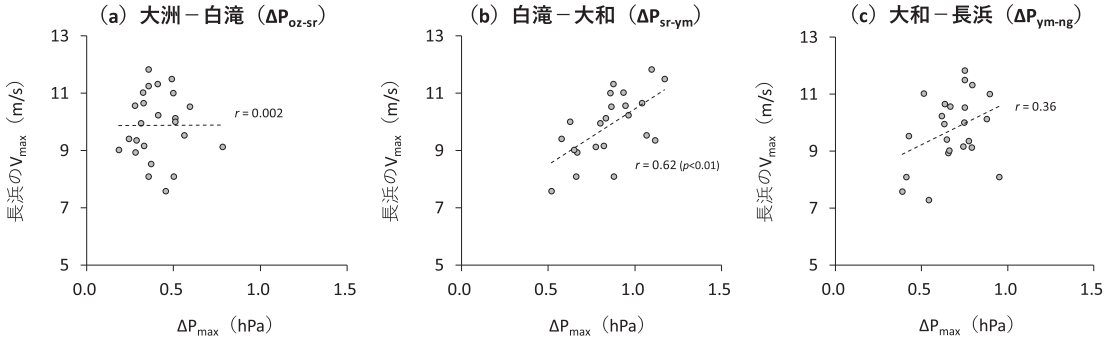 (a) 大洲－白滝（ΔPoz-sr）
長浜のVmax（m/s）
13
11
9
7
5
r = 0.002
0.0 0.5 1.0 1.5
ΔPmax（hPa）
(b) 白滝－大和（ΔPsr-ym）
長浜のVmax（m/s）
13
11
9
7
5
r = 0.62 (p<0.01)
0.0 0.5 1.0 1.5
ΔPmax（hPa）
(c) 大和－長浜（ΔPym-ng）
長浜のVmax（m/s）
13
11
9
7
5
r = 0.36
0.0 0.5 1.0 1.5
ΔPmax（hPa）